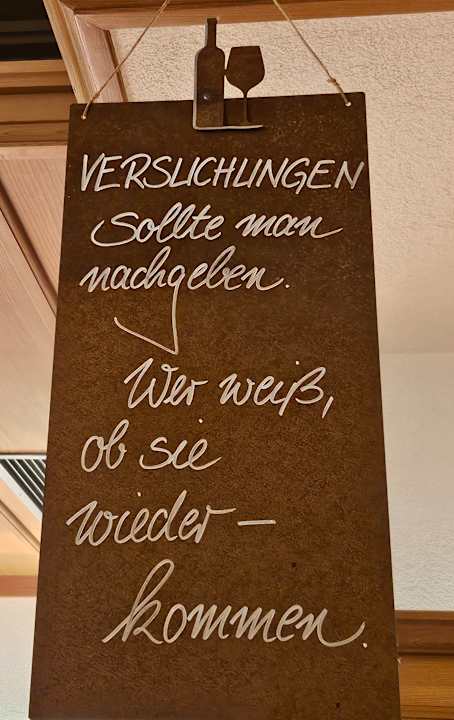 VERSUCHUNGEN
sollte man
nachgeben.
Wer weiß,
ob sie
wieder-
kommen.